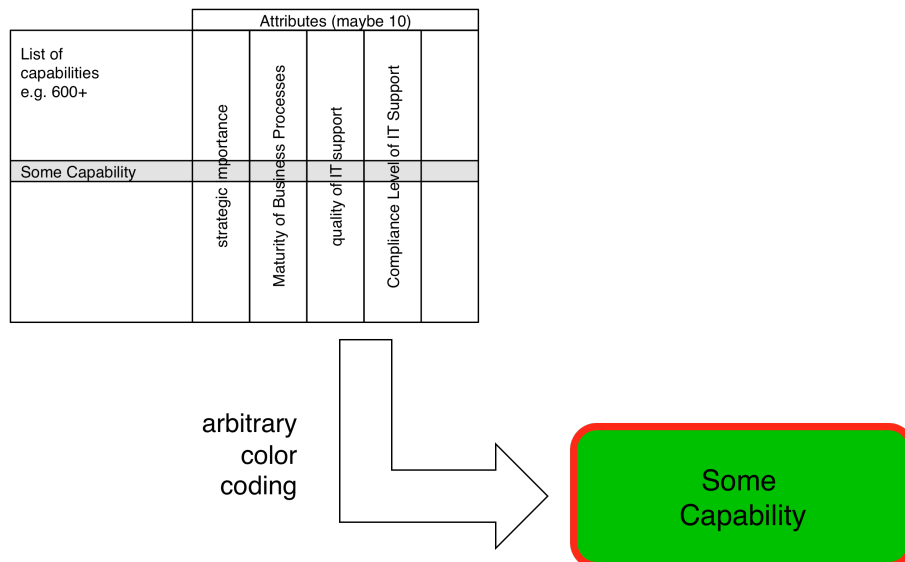 Attributes (maybe 10)
List of
capabilities
e.g. 600+
strategic importance
Maturity of Business Processes
quality of IT support
Compliance Level of IT Support
Some Capability
arbitrary
color
coding
Some
Capability